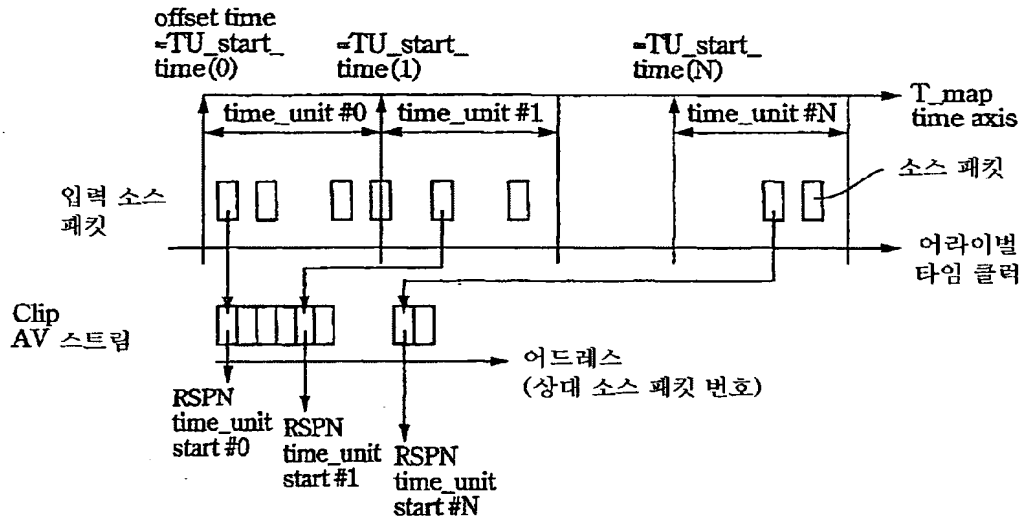 offset time
=TU_start_
time(0)
=TU_start_
time(1)
=TU_start_
time(N)
T_map
time axis
time_unit #0
time_unit #1
time_unit #N
입력 소스
패킷
소스 패킷
어라이벌
타임 클럭
Clip
AV 스트림
어드레스
(상대 소스 패킷 번호)
RSPN
time_unit
start #0
RSPN
time_unit
start #1
RSPN
time_unit
start #N